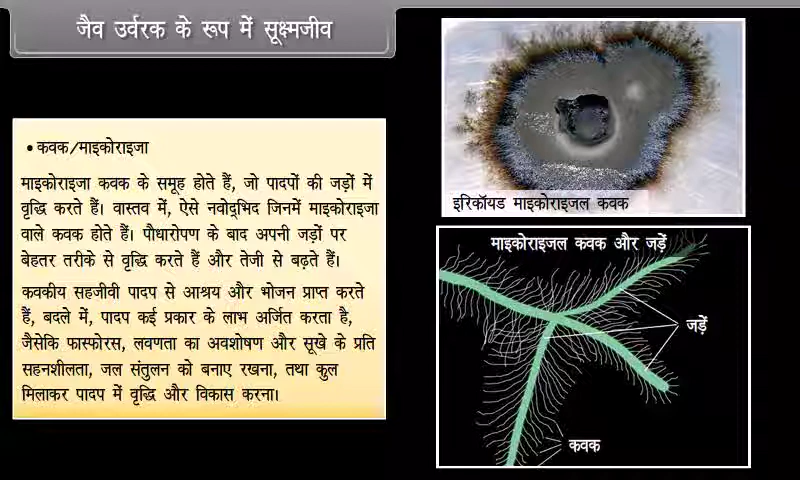 जैव उर्वरक के रूप में सूक्ष्मजीव
• कवक/माइकोराइजा
माइकोराइजा कवक के समूह होते हैं, जो पादपों की जड़ों में
वृद्धि करते हैं। वास्तव में, ऐसे नवोद्भिद जिनमें माइकोराइजा
वाले कवक होते हैं। पौधारोपण के बाद अपनी जड़ों पर
बेहतर तरीके से वृद्धि करते हैं और तेजी से बढ़ते हैं।
कवकीय सहजीवी पादप से आश्रय और भोजन प्राप्त करते
हैं, बदले में, पादप कई प्रकार के लाभ अर्जित करता है,
जैसेकि फास्फोरस, लवणता का अवशोषण और सूखे के प्रति
सहनशीलता, जल संतुलन को बनाए रखना, तथा कुल
मिलाकर पादप में वृद्धि और विकास करना।
इरिकॉयड माइकोराइजल कवक
माइकोराइजल कवक और जड़ें
जड़ें
कवक